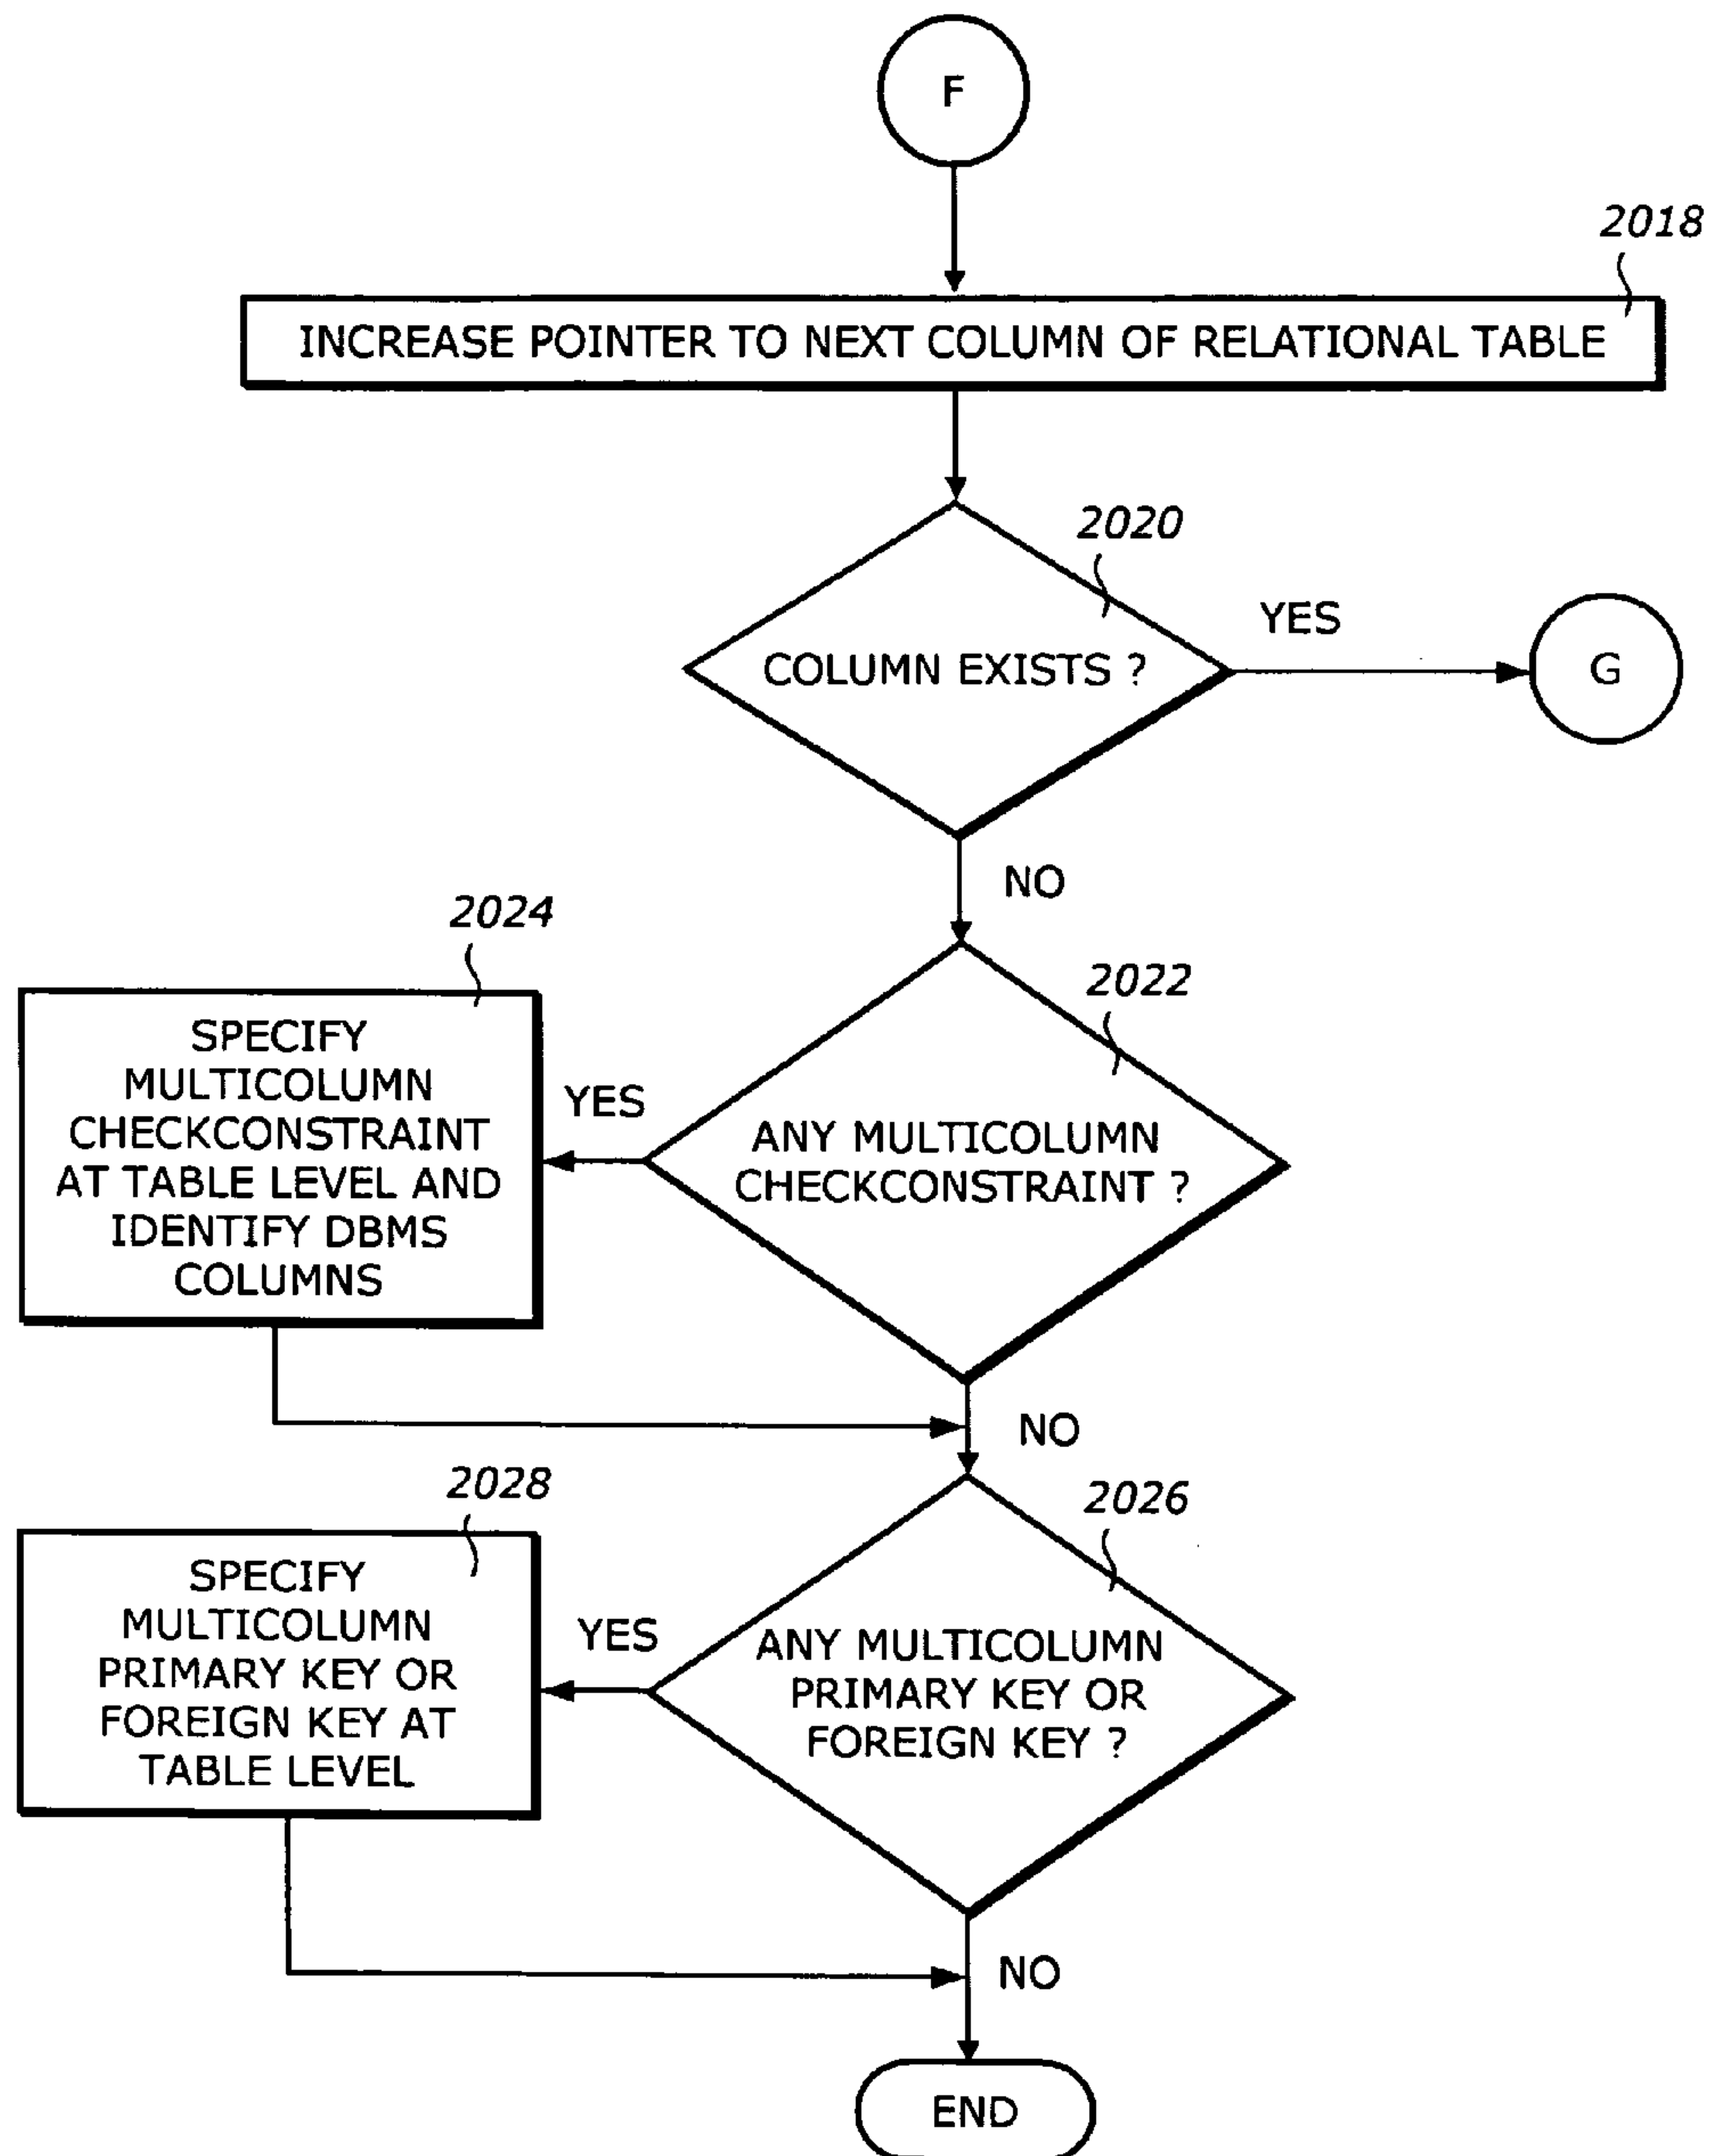 F
2018
INCREASE POINTER TO NEXT COLUMN OF RELATIONAL TABLE
2020
COLUMN EXISTS ?
YES
G
NO
2024
SPECIFY
MULTICOLUMN
CHECKCONSTRAINT
AT TABLE LEVEL AND
IDENTIFY DBMS
COLUMNS
YES
2022
ANY MULTICOLUMN
CHECKCONSTRAINT ?
NO
2028
SPECIFY
MULTICOLUMN
PRIMARY KEY OR
FOREIGN KEY AT
TABLE LEVEL
YES
2026
ANY MULTICOLUMN
PRIMARY KEY OR
FOREIGN KEY ?
NO
END